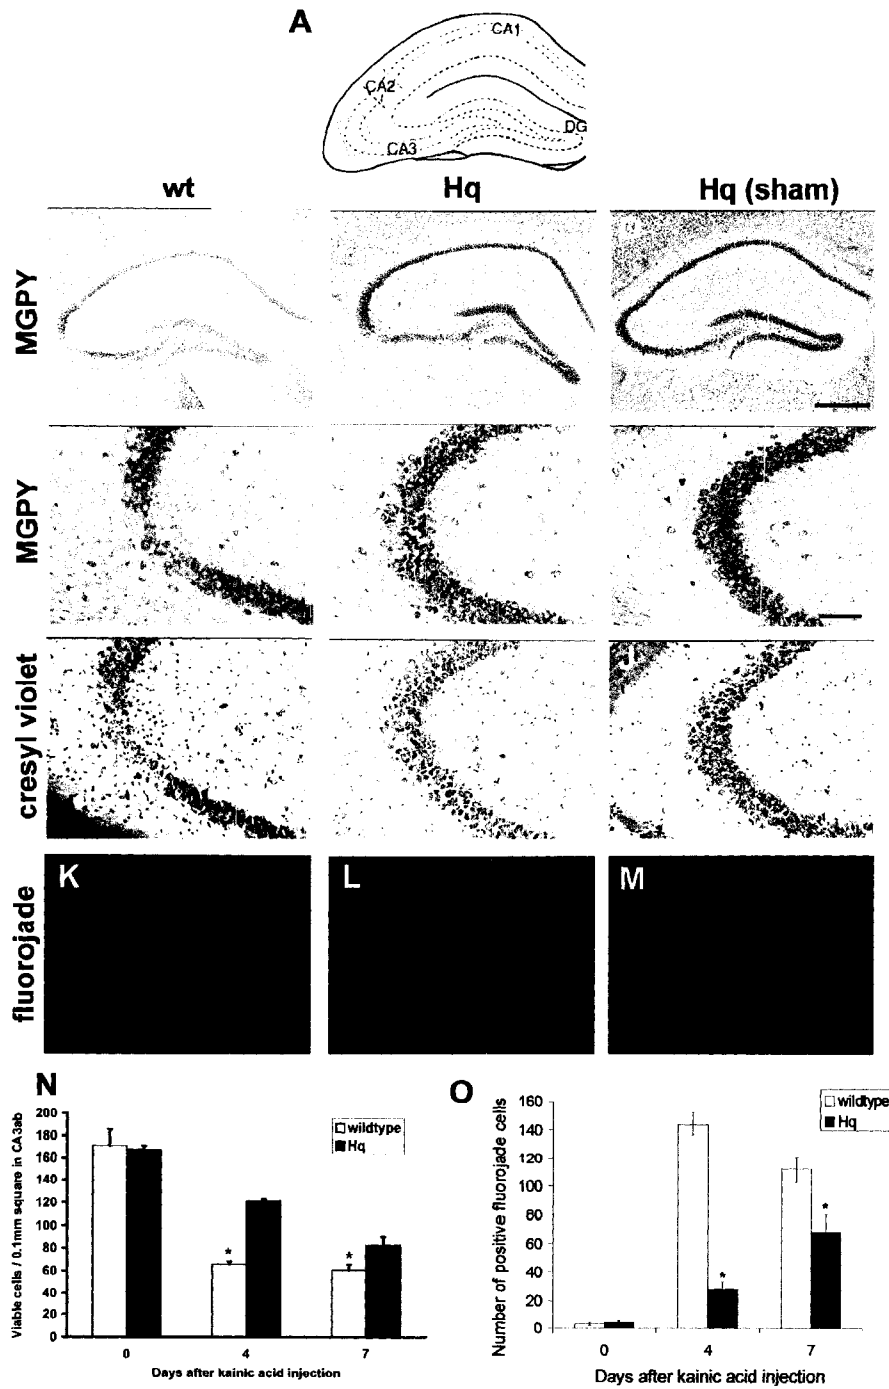 A
CA1
CA2
CA3
DG
wt
Hq
Hq (sham)
MGPY
MGPY
cresyl violet
J
fluorojade
K
L
M
N
wildtype
Hq
Viable cells / 0.1mm square in CA3ab
200
180
160
140
120
100
80
60
40
20
0
*
*
0
4
7
Days after kainic acid injection
O
wildtype
Hq
Number of positive fluorojade cells
160
140
120
100
80
60
40
20
0
*
*
0
4
7
Days after kainic acid injection